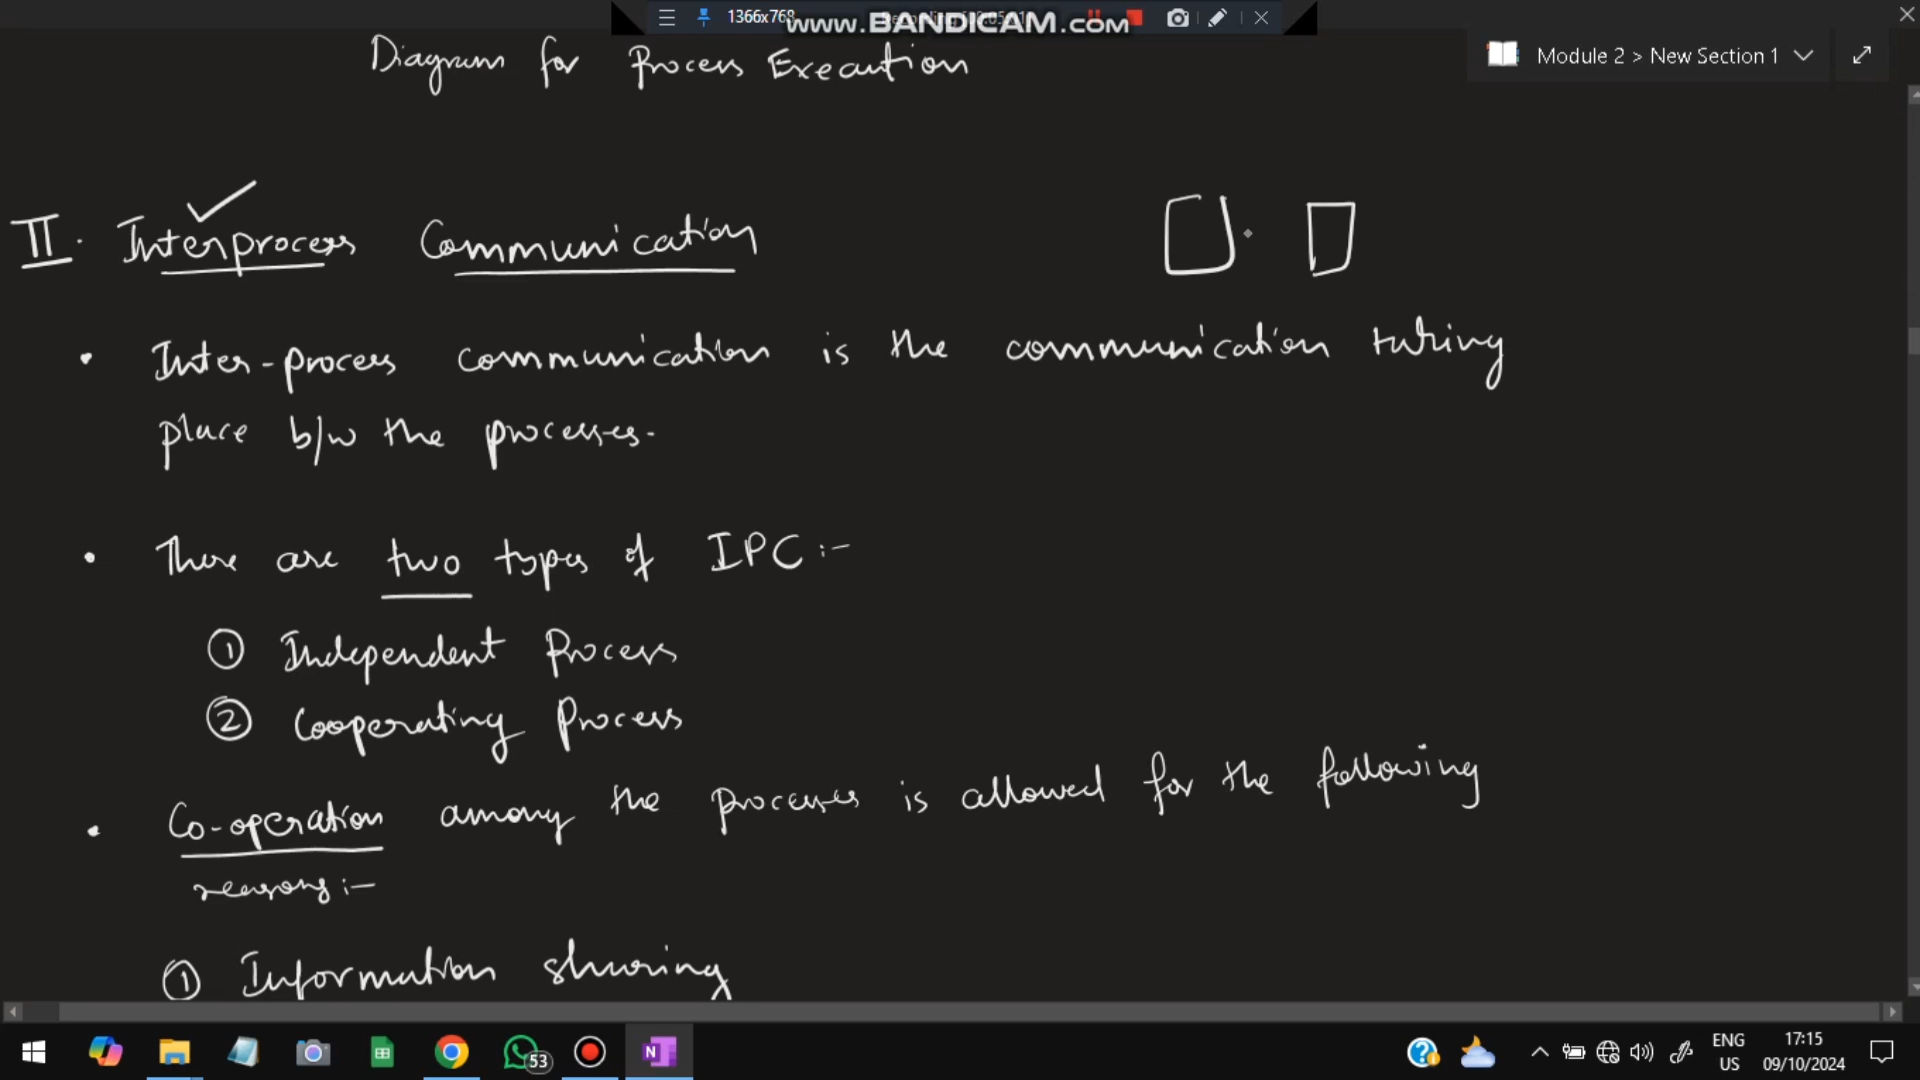 1366x768
www.BANDICAM.com
Module 2 > New Section 1
Diagram for Process Execution
II. Interprocess Communication
• Inter-process communication is the communication taking
place b/w the processes.
• There are two types of IPC :-
① Independent Process
② Cooperating Process
• Co-operation among the processes is allowed for the following
reasons :-
① Information sharing
53
N
ENG
US
17:15
09/10/2024